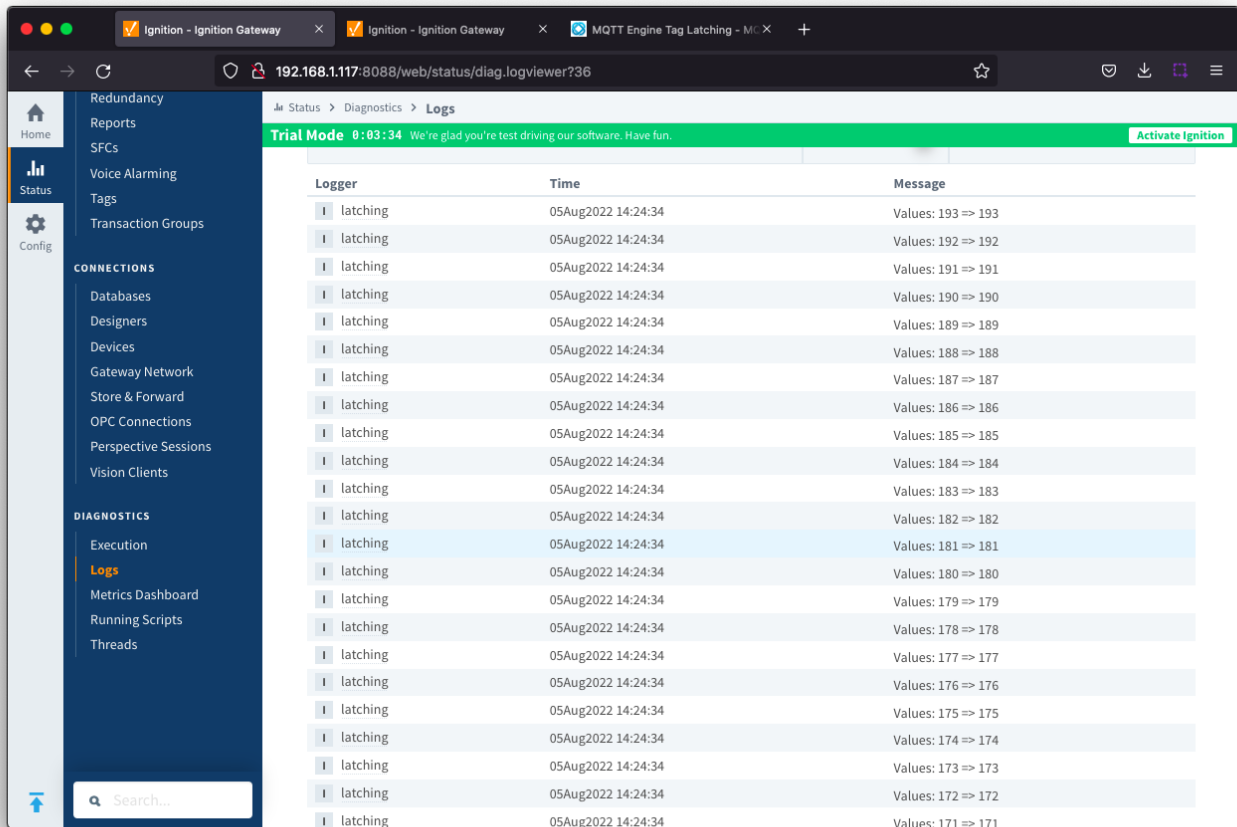 Ignition - Ignition Gateway
Ignition - Ignition Gateway
MQTT Engine Tag Latching - MC
192.168.1.117:8088/web/status/diag.logviewer?36
Home
Status
Config
Redundancy
Reports
SFCs
Voice Alarming
Tags
Transaction Groups
CONNECTIONS
Databases
Designers
Devices
Gateway Network
Store & Forward
OPC Connections
Perspective Sessions
Vision Clients
DIAGNOSTICS
Execution
Logs
Metrics Dashboard
Running Scripts
Threads
Search...
Status > Diagnostics > Logs
Trial Mode 0:03:34 We're glad you're test driving our software. Have fun. Activate Ignition
Logger Time Message
I latching 05Aug2022 14:24:34 Values: 193 => 193
I latching 05Aug2022 14:24:34 Values: 192 => 192
I latching 05Aug2022 14:24:34 Values: 191 => 191
I latching 05Aug2022 14:24:34 Values: 190 => 190
I latching 05Aug2022 14:24:34 Values: 189 => 189
I latching 05Aug2022 14:24:34 Values: 188 => 188
I latching 05Aug2022 14:24:34 Values: 187 => 187
I latching 05Aug2022 14:24:34 Values: 186 => 186
I latching 05Aug2022 14:24:34 Values: 185 => 185
I latching 05Aug2022 14:24:34 Values: 184 => 184
I latching 05Aug2022 14:24:34 Values: 183 => 183
I latching 05Aug2022 14:24:34 Values: 182 => 182
I latching 05Aug2022 14:24:34 Values: 181 => 181
I latching 05Aug2022 14:24:34 Values: 180 => 180
I latching 05Aug2022 14:24:34 Values: 179 => 179
I latching 05Aug2022 14:24:34 Values: 178 => 178
I latching 05Aug2022 14:24:34 Values: 177 => 177
I latching 05Aug2022 14:24:34 Values: 176 => 176
I latching 05Aug2022 14:24:34 Values: 175 => 175
I latching 05Aug2022 14:24:34 Values: 174 => 174
I latching 05Aug2022 14:24:34 Values: 173 => 173
I latching 05Aug2022 14:24:34 Values: 172 => 172
I latching 05Aug2022 14:24:34 Values: 171 => 171